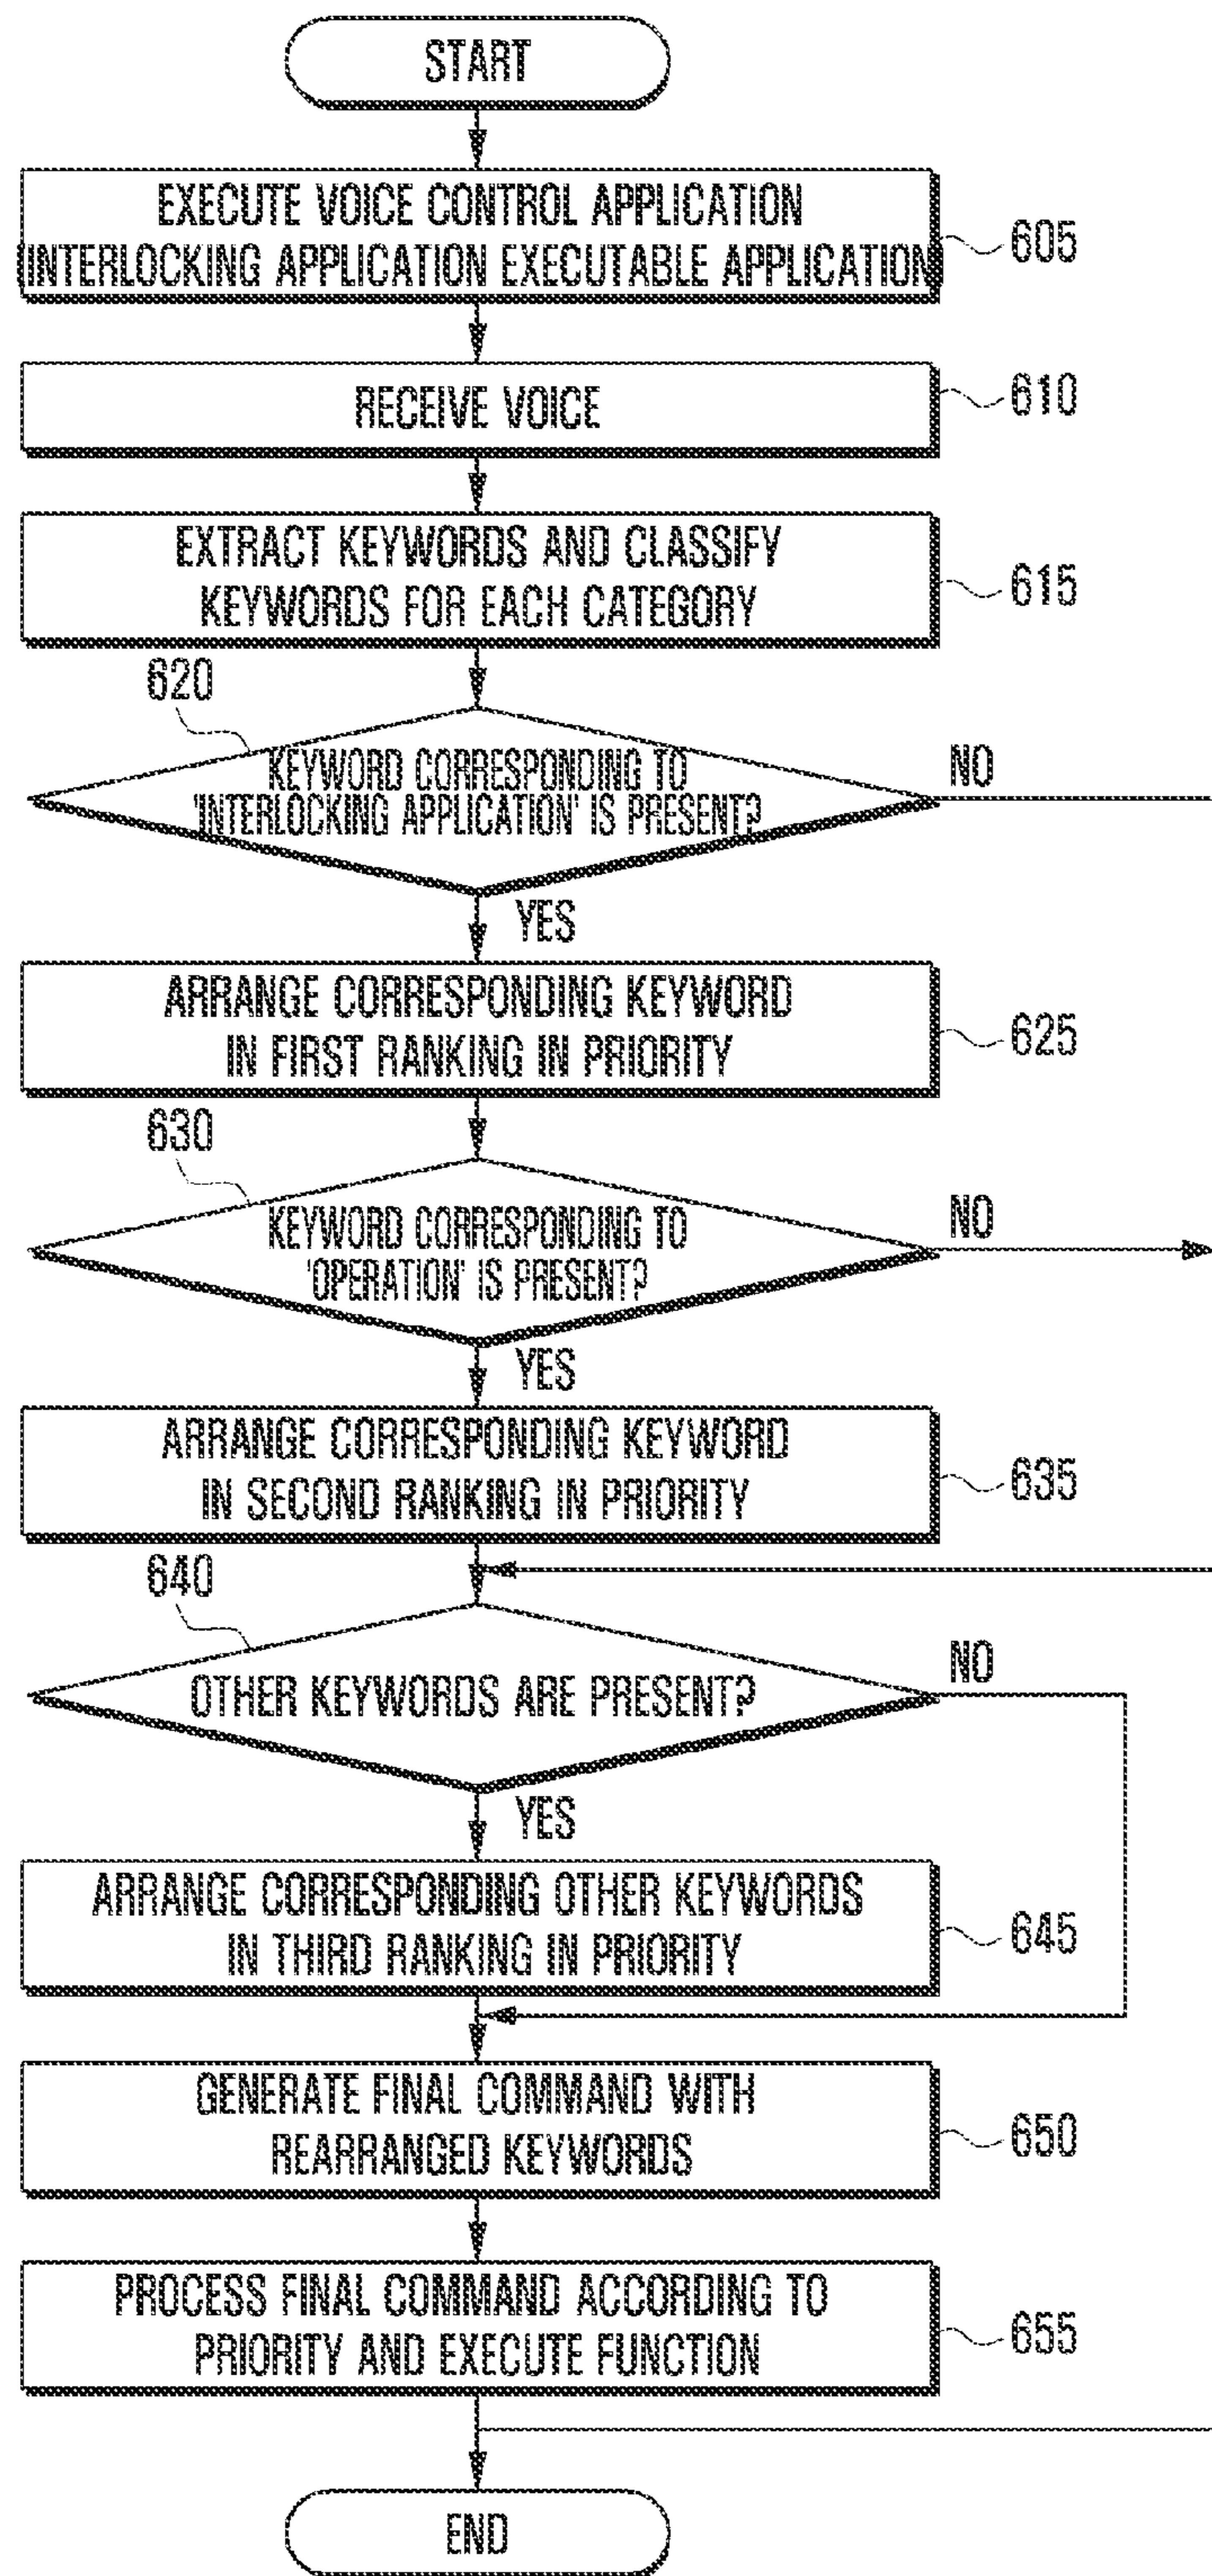 START
EXECUTE VOICE CONTROL APPLICATION
(INTERLOCKING APPLICATION EXECUTABLE APPLICATION)
605
RECEIVE VOICE
610
EXTRACT KEYWORDS AND CLASSIFY
KEYWORDS FOR EACH CATEGORY
615
620
KEYWORD CORRESPONDING TO
'INTERLOCKING APPLICATION' IS PRESENT?
NO
YES
ARRANGE CORRESPONDING KEYWORD
IN FIRST RANKING IN PRIORITY
625
630
KEYWORD CORRESPONDING TO
'OPERATION' IS PRESENT?
NO
YES
ARRANGE CORRESPONDING KEYWORD
IN SECOND RANKING IN PRIORITY
635
640
OTHER KEYWORDS ARE PRESENT?
NO
YES
ARRANGE CORRESPONDING OTHER KEYWORDS
IN THIRD RANKING IN PRIORITY
645
GENERATE FINAL COMMAND WITH
REARRANGED KEYWORDS
650
PROCESS FINAL COMMAND ACCORDING TO
PRIORITY AND EXECUTE FUNCTION
655
END